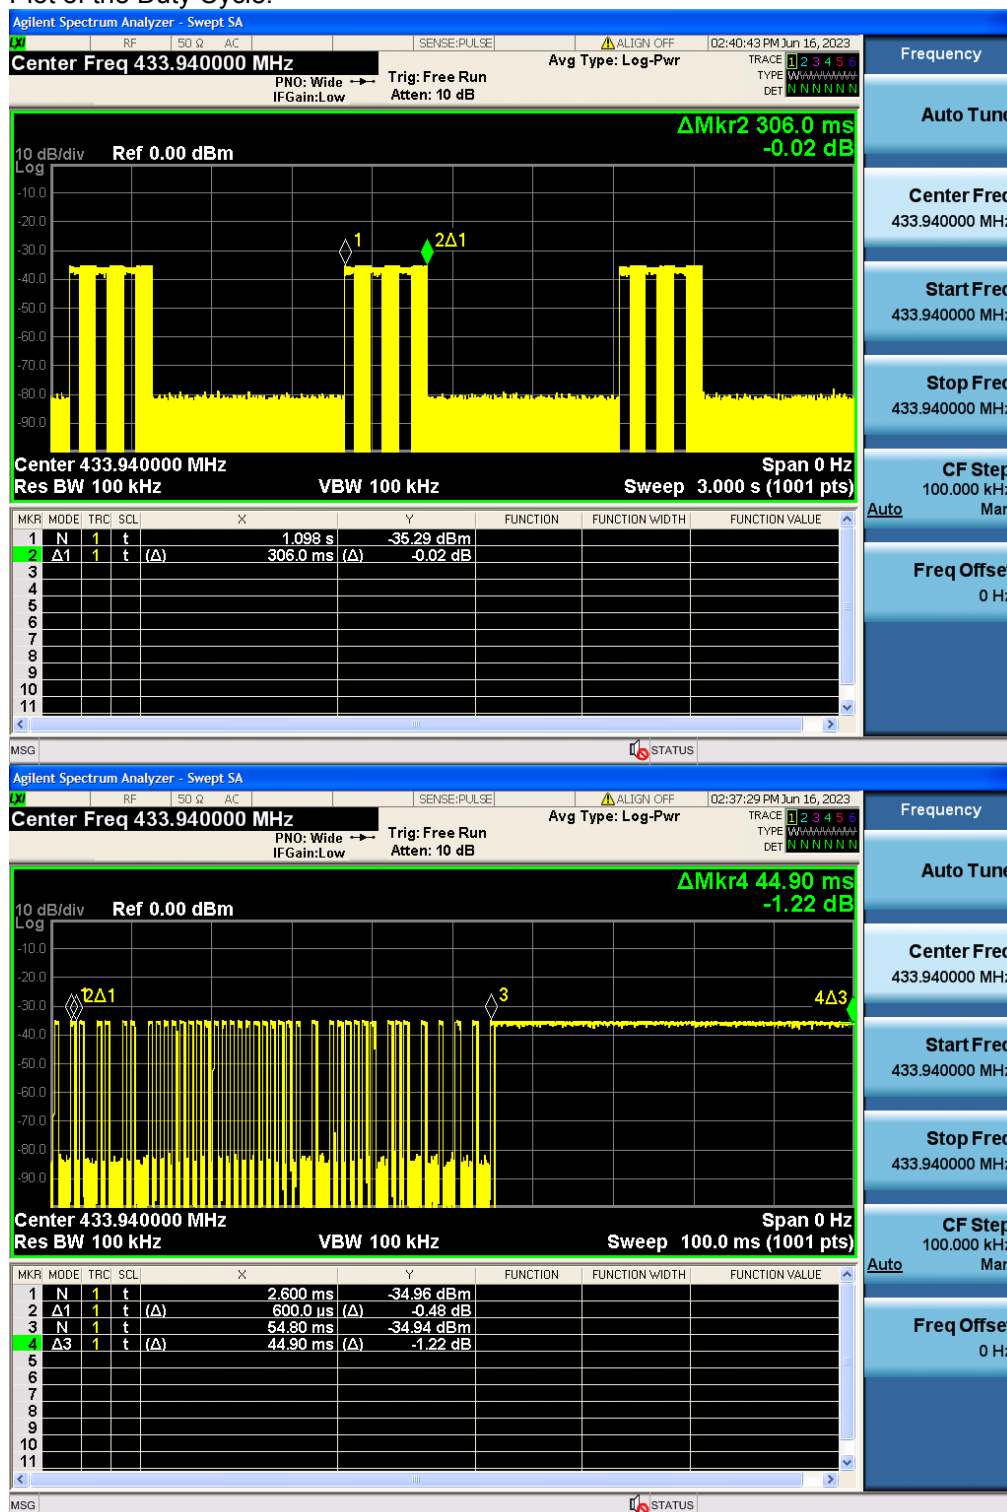 Plot of the Duty Cycle.
Agilent Spectrum Analyzer - Swept SA
LXI RF 50 Ω AC SENSE:PULSE ALIGN OFF 02:40:43 PM Jun 16, 2023
Center Freq 433.940000 MHz Avg Type: Log-Pwr TRACE 1 2 3 4 5 6
PNO: Wide Trig: Free Run TYPE
IFGain:Low Atten: 10 dB DET N N N N N N
Frequency
Auto Tune
ΔMkr2 306.0 ms
-0.02 dB
10 dB/div Ref 0.00 dBm
Log
-10.0
-20.0
-30.0
-40.0
-50.0
-60.0
-70.0
-80.0
-90.0
1
2Δ1
Center Freq
433.940000 MHz
Start Freq
433.940000 MHz
Stop Freq
433.940000 MHz
Center 433.940000 MHz Span 0 Hz
Res BW 100 kHz VBW 100 kHz Sweep 3.000 s (1001 pts)
CF Step
100.000 kHz
Auto Man
Freq Offset
0 Hz
MKR MODE TRC SCL X Y FUNCTION FUNCTION WIDTH FUNCTION VALUE
1 N 1 t 1.098 s -35.29 dBm
2 Δ1 1 t (Δ) 306.0 ms (Δ) -0.02 dB
3
4
5
6
7
8
9
10
11
MSG STATUS
Agilent Spectrum Analyzer - Swept SA
LXI RF 50 Ω AC SENSE:PULSE ALIGN OFF 02:37:29 PM Jun 16, 2023
Center Freq 433.940000 MHz Avg Type: Log-Pwr TRACE 1 2 3 4 5 6
PNO: Wide Trig: Free Run TYPE
IFGain:Low Atten: 10 dB DET N N N N N N
Frequency
Auto Tune
ΔMkr4 44.90 ms
-1.22 dB
10 dB/div Ref 0.00 dBm
Log
-10.0
-20.0
-30.0
-40.0
-50.0
-60.0
-70.0
-80.0
-90.0
2Δ1
3
4Δ3
Center Freq
433.940000 MHz
Start Freq
433.940000 MHz
Stop Freq
433.940000 MHz
Center 433.940000 MHz Span 0 Hz
Res BW 100 kHz VBW 100 kHz Sweep 100.0 ms (1001 pts)
CF Step
100.000 kHz
Auto Man
Freq Offset
0 Hz
MKR MODE TRC SCL X Y FUNCTION FUNCTION WIDTH FUNCTION VALUE
1 N 1 t 2.600 ms -34.96 dBm
2 Δ1 1 t (Δ) 600.0 µs (Δ) -0.48 dB
3 N 1 t 54.80 ms -34.94 dBm
4 Δ3 1 t (Δ) 44.90 ms (Δ) -1.22 dB
5
6
7
8
9
10
11
MSG STATUS